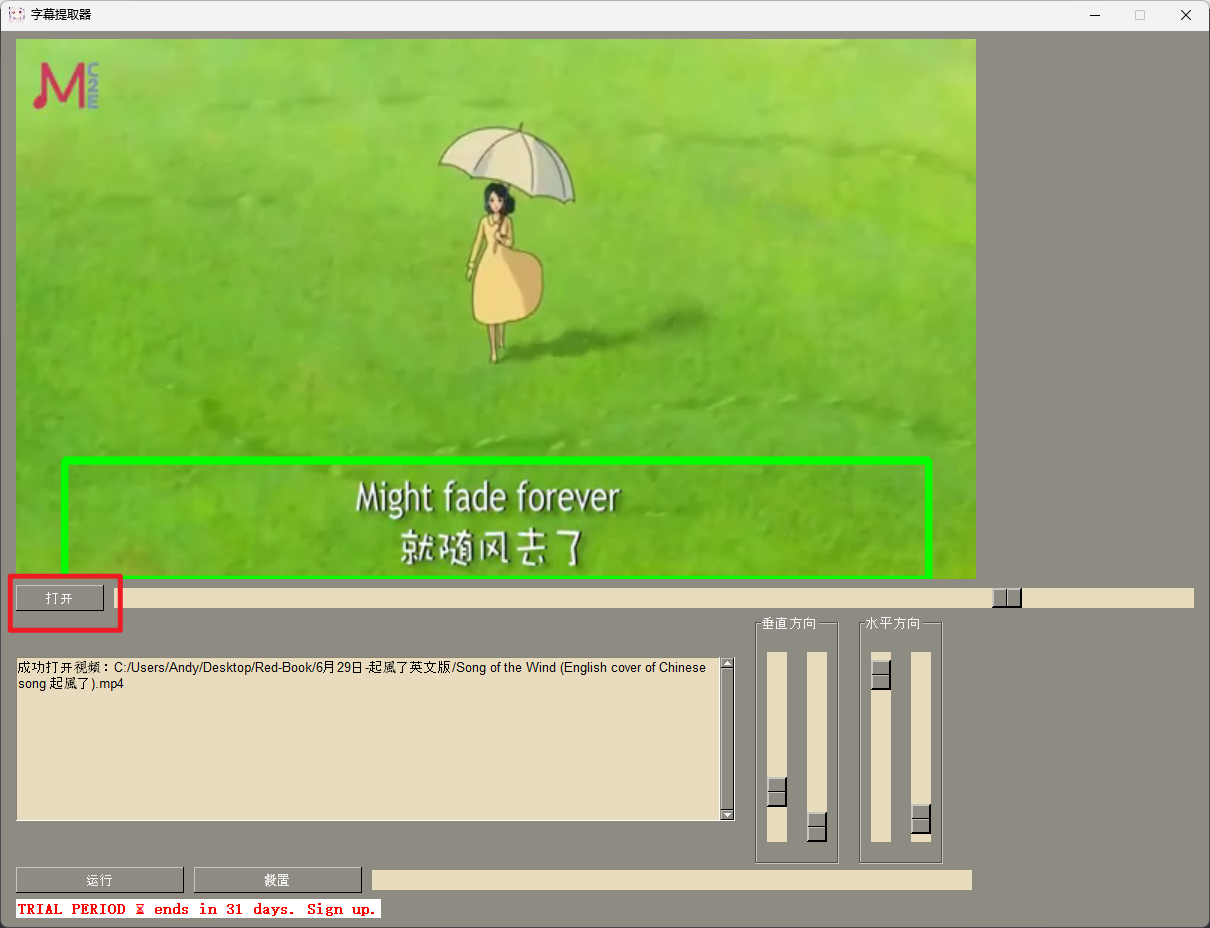 字幕提取器
M C2E
Might fade forever
就随风去了
打开
垂直方向
水平方向
成功打开视频：C:/Users/Andy/Desktop/Red-Book/6月29日-起風了英文版/Song of the Wind (English cover of Chinese
song 起風了).mp4
运行
TRIAL PERIOD ⧖ ends in 31 days. Sign up.